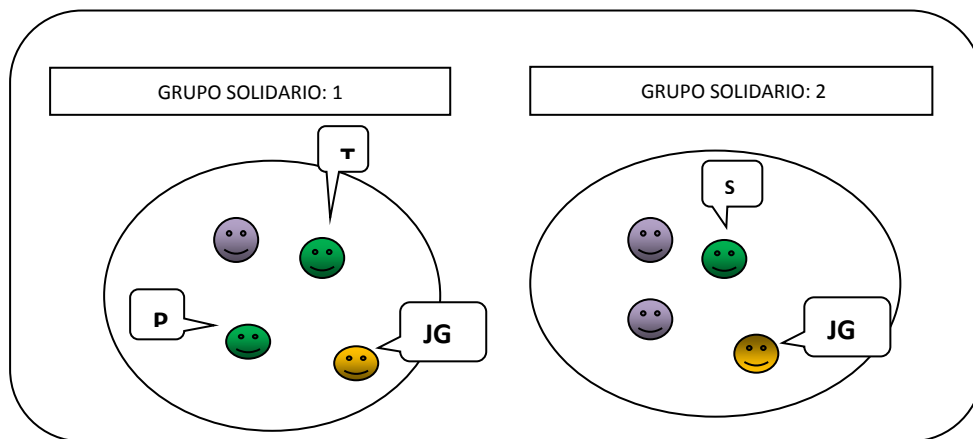 GRUPO SOLIDARIO: 1
GRUPO SOLIDARIO: 2
T
S
P
JG
JG